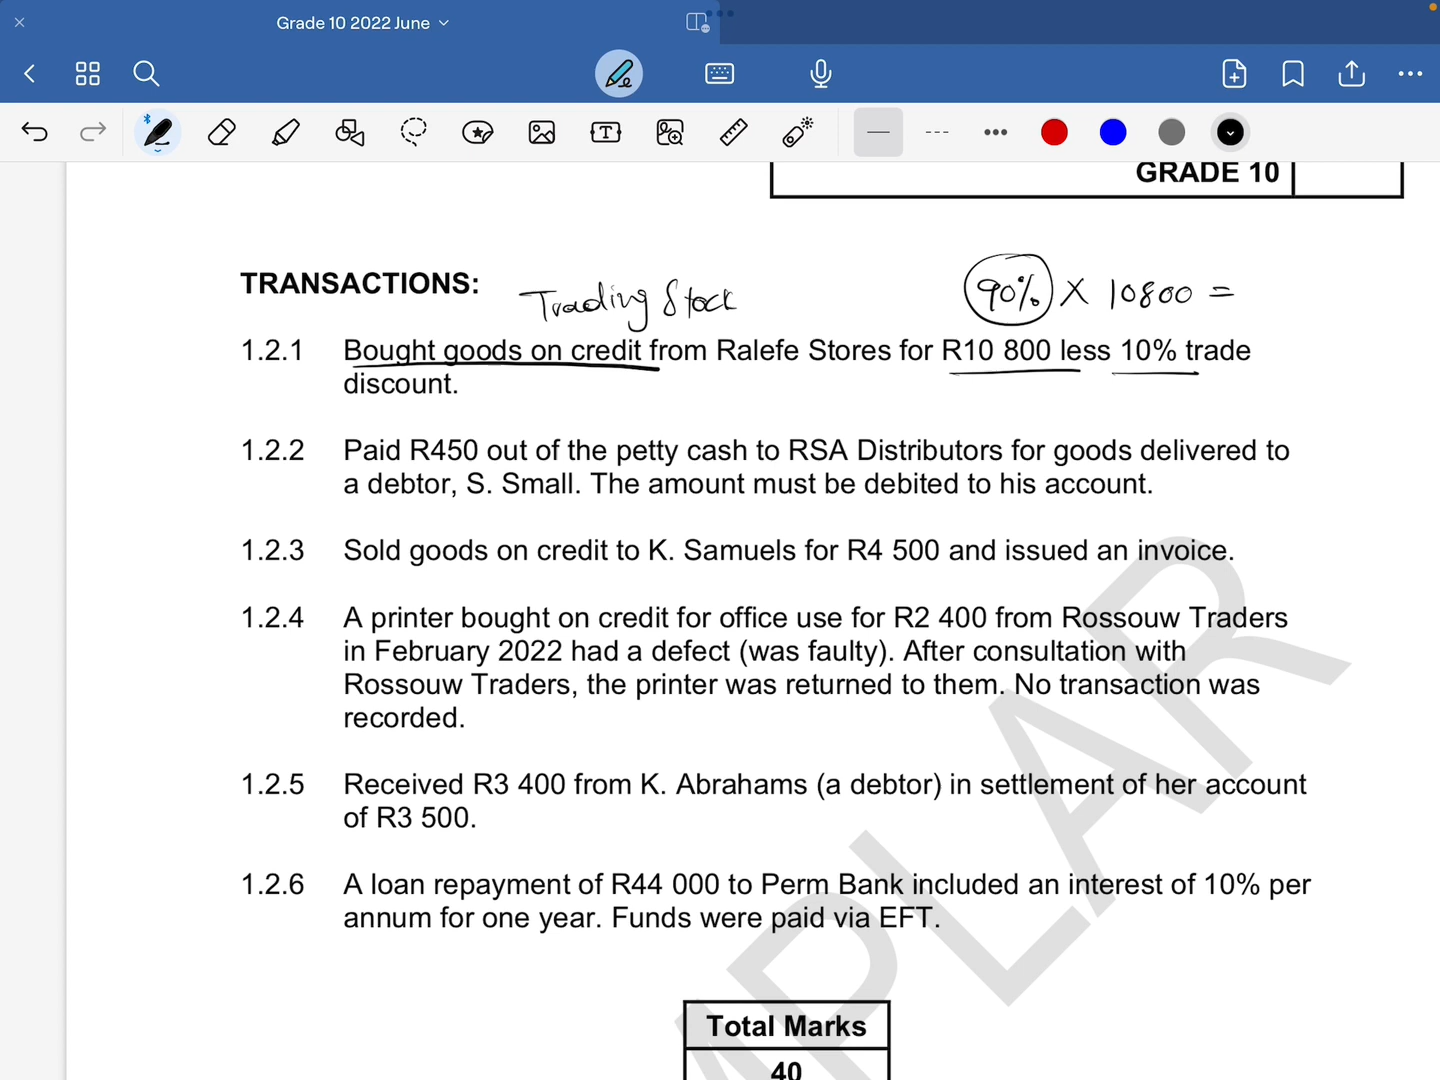 Grade 10 2022 June
GRADE 10
TRANSACTIONS:
Trading Stock
90% X 10800 =
1.2.1 Bought goods on credit from Ralefe Stores for R10 800 less 10% trade
discount.
1.2.2 Paid R450 out of the petty cash to RSA Distributors for goods delivered to
a debtor, S. Small. The amount must be debited to his account.
1.2.3 Sold goods on credit to K. Samuels for R4 500 and issued an invoice.
1.2.4 A printer bought on credit for office use for R2 400 from Rossouw Traders
in February 2022 had a defect (was faulty). After consultation with
Rossouw Traders, the printer was returned to them. No transaction was
recorded.
1.2.5 Received R3 400 from K. Abrahams (a debtor) in settlement of her account
of R3 500.
1.2.6 A loan repayment of R44 000 to Perm Bank included an interest of 10% per
annum for one year. Funds were paid via EFT.
MPLAR
Total Marks
40